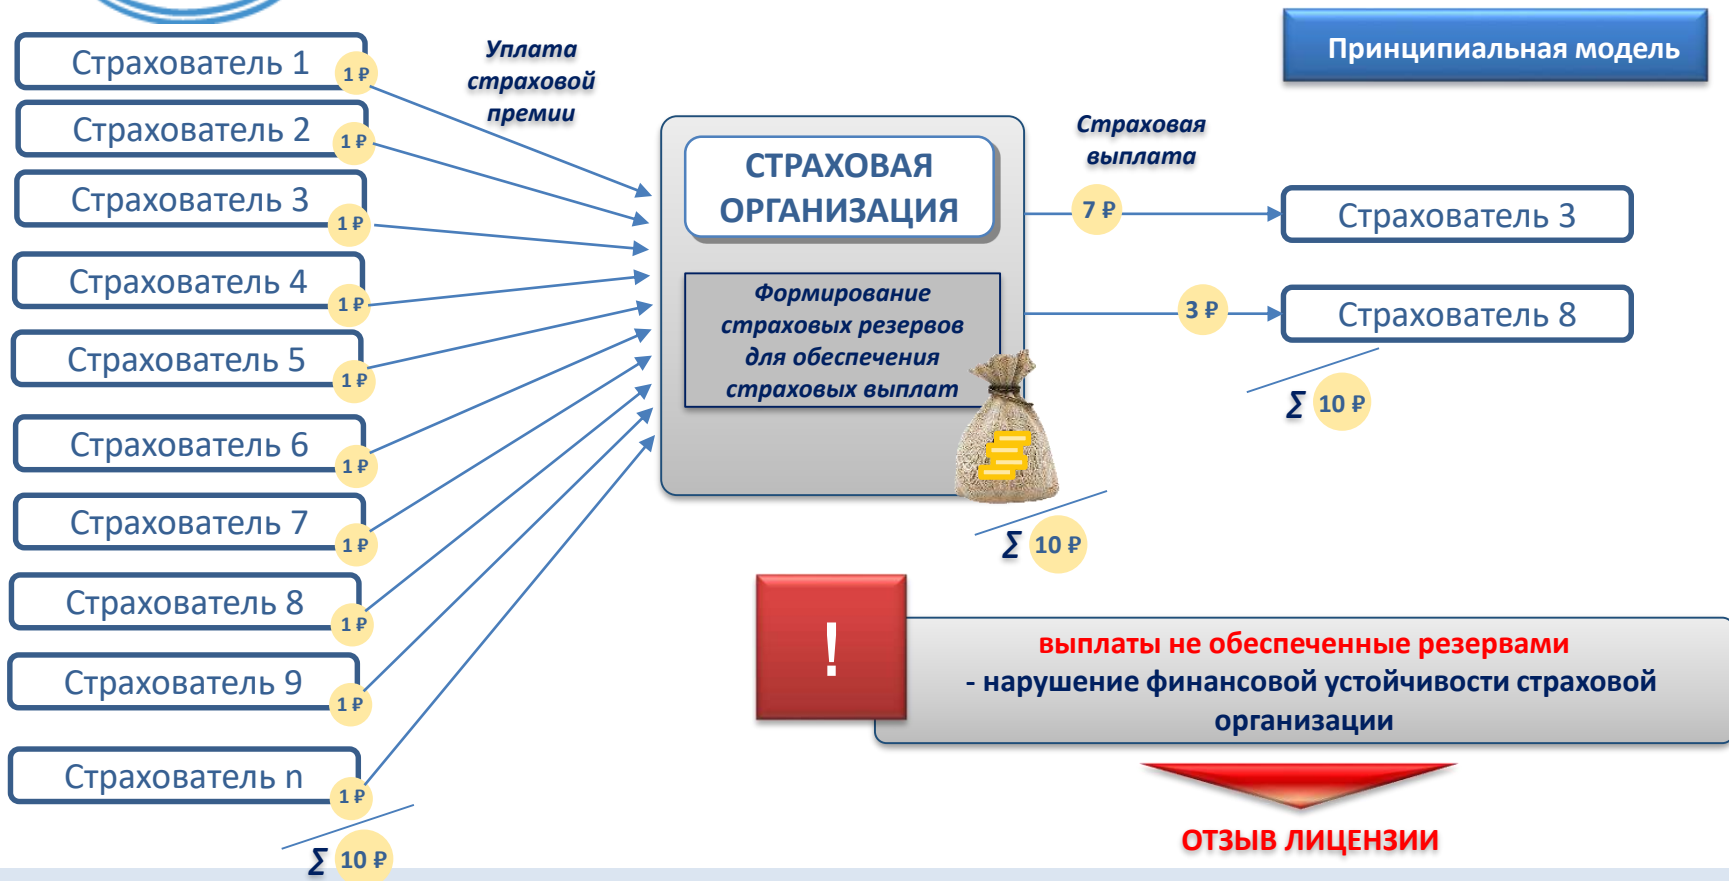 Принципиальная модель
Страхователь 1
1 ₽
Страхователь 2
1 ₽
Страхователь 3
1 ₽
Страхователь 4
1 ₽
Страхователь 5
1 ₽
Страхователь 6
1 ₽
Страхователь 7
1 ₽
Страхователь 8
1 ₽
Страхователь 9
1 ₽
Страхователь n
1 ₽
Σ 10 ₽
Уплата
страховой
премии
СТРАХОВАЯ
ОРГАНИЗАЦИЯ
Формирование
страховых резервов
для обеспечения
страховых выплат
Σ 10 ₽
Страховая
выплата
7 ₽
Страхователь 3
3 ₽
Страхователь 8
Σ 10 ₽
!
выплаты не обеспеченные резервами
- нарушение финансовой устойчивости страховой
организации
ОТЗЫВ ЛИЦЕНЗИИ